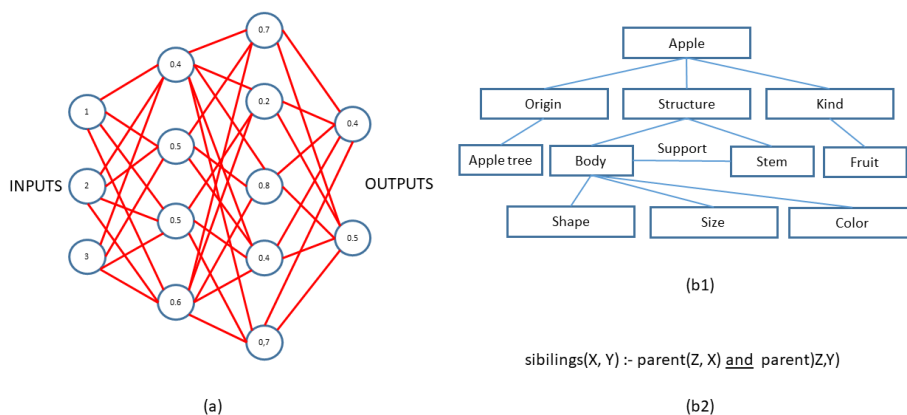 INPUTS
1
2
3
0.4
0.5
0.5
0.6
0.7
0.2
0.8
0.4
0,7
0.4
0.5
OUTPUTS
(a)
Apple
Origin Structure Kind
Support
Apple tree Body Stem Fruit
Shape Size Color
(b1)
sibilings(X, Y) :- parent(Z, X) and parent)Z,Y)
(b2)